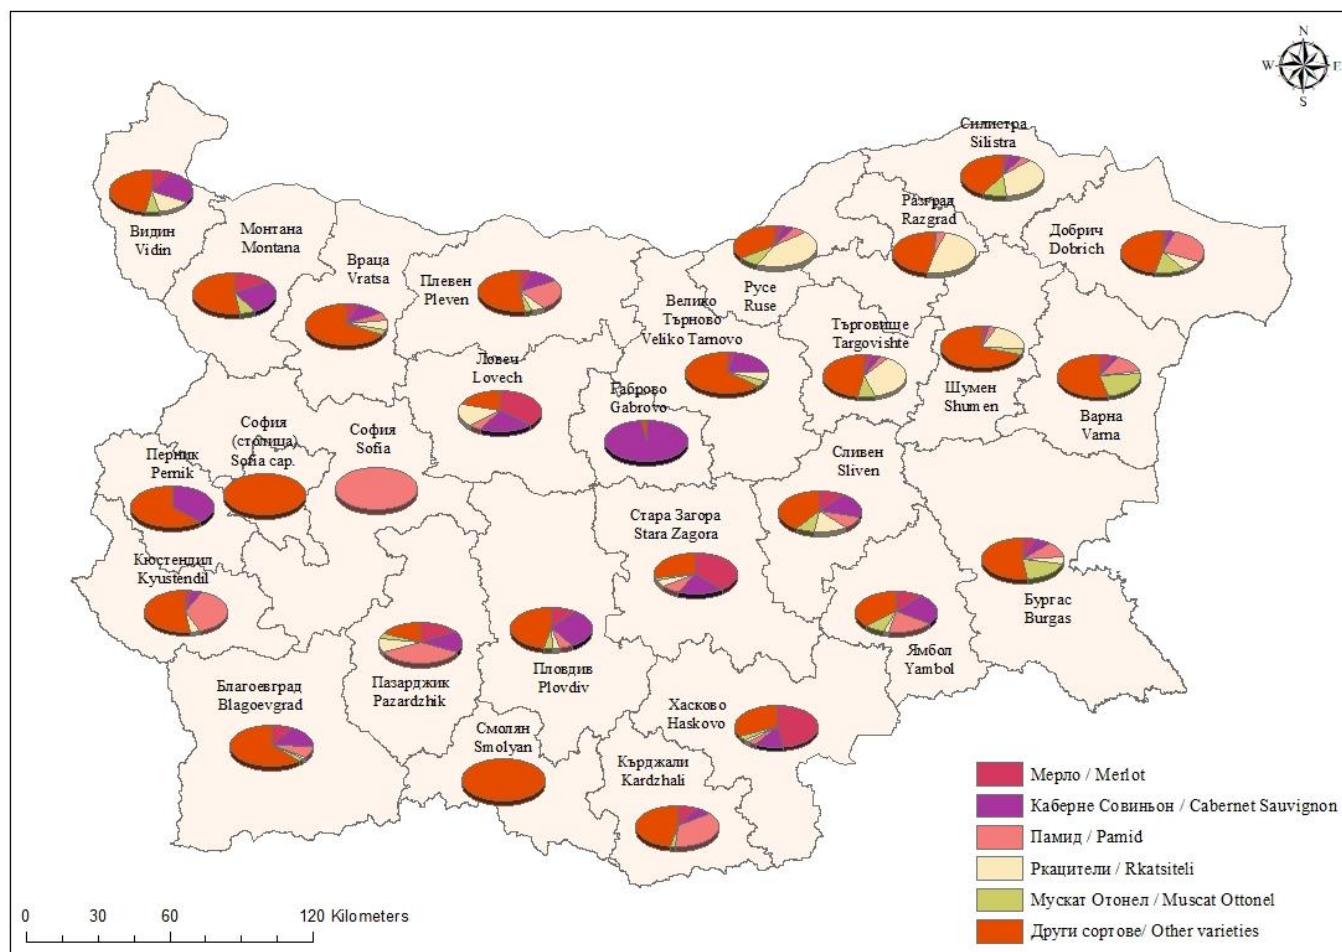 N
W E
S
Силистра
Silistra
Разград
Razgrad
Добрич
Dobrich
Видин
Vidin
Монтана
Montana
Враца
Vratsa
Плевен
Pleven
Русе
Ruse
Велико
Търново
Veliko Tarnovo
Търговище
Targovishte
Шумен
Shumen
Варна
Varna
Ловеч
Lovech
Габрово
Gabrovo
София
(столица)
Sofia cap.
София
Sofia
Перник
Pernik
Сливен
Sliven
Стара Загора
Stara Zagora
Кюстендил
Kyustendil
Бургас
Burgas
Ямбол
Yambol
Пловдив
Plovdiv
Пазарджик
Pazardzhik
Благоевград
Blagoevgrad
Хасково
Haskovo
Смолян
Smolyan
Кърджали
Kardzhali
Мерло / Merlot
Каберне Совиньон / Cabernet Sauvignon
Памид / Pamid
Ркацители / Rkatsiteli
Мускат Отонел / Muscat Ottonel
Други сортове/ Other varieties
0 30 60 120 Kilometers